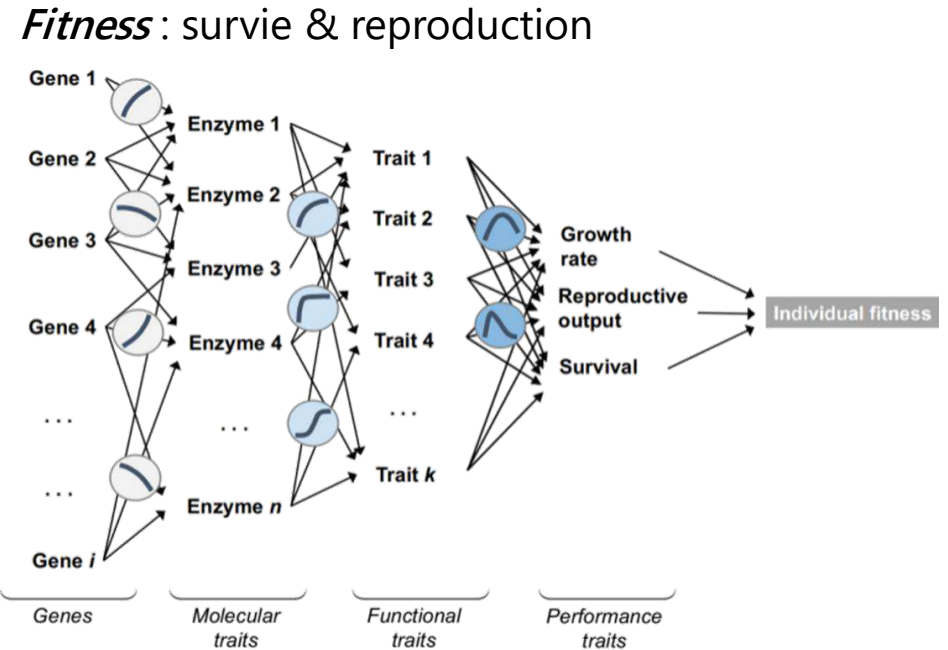 Fitness : survie & reproduction
Gene 1
Gene 2
Gene 3
Gene 4
...
...
Gene i
Enzyme 1
Enzyme 2
Enzyme 3
Enzyme 4
...
Enzyme n
Trait 1
Trait 2
Trait 3
Trait 4
...
Trait k
Growth
rate
Reproductive
output
Survival
Individual fitness
Genes
Molecular
traits
Functional
traits
Performance
traits